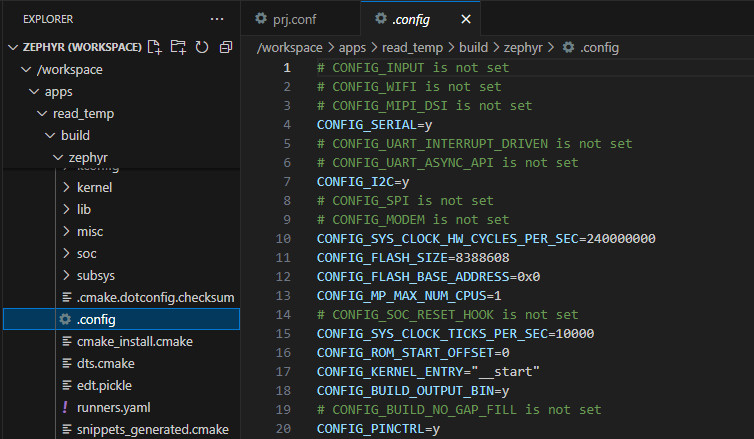 EXPLORER
ZEPHYR (WORKSPACE)
/workspace
apps
read_temp
build
zephyr
kernel
lib
misc
soc
subsys
.cmake.dotconfig.checksum
.config
cmake_install.cmake
dts.cmake
edt.pickle
runners.yaml
snippets_generated.cmake
prj.conf
.config
/workspace > apps > read_temp > build > zephyr > .config
1 # CONFIG_INPUT is not set
2 # CONFIG_WIFI is not set
3 # CONFIG_MIPI_DSI is not set
4 CONFIG_SERIAL=y
5 # CONFIG_UART_INTERRUPT_DRIVEN is not set
6 # CONFIG_UART_ASYNC_API is not set
7 CONFIG_I2C=y
8 # CONFIG_SPI is not set
9 # CONFIG_MODEM is not set
10 CONFIG_SYS_CLOCK_HW_CYCLES_PER_SEC=240000000
11 CONFIG_FLASH_SIZE=8388608
12 CONFIG_FLASH_BASE_ADDRESS=0x0
13 CONFIG_MP_MAX_NUM_CPUS=1
14 # CONFIG_SOC_RESET_HOOK is not set
15 CONFIG_SYS_CLOCK_TICKS_PER_SEC=10000
16 CONFIG_ROM_START_OFFSET=0
17 CONFIG_KERNEL_ENTRY="__start"
18 CONFIG_BUILD_OUTPUT_BIN=y
19 # CONFIG_BUILD_NO_GAP_FILL is not set
20 CONFIG_PINCTRL=y